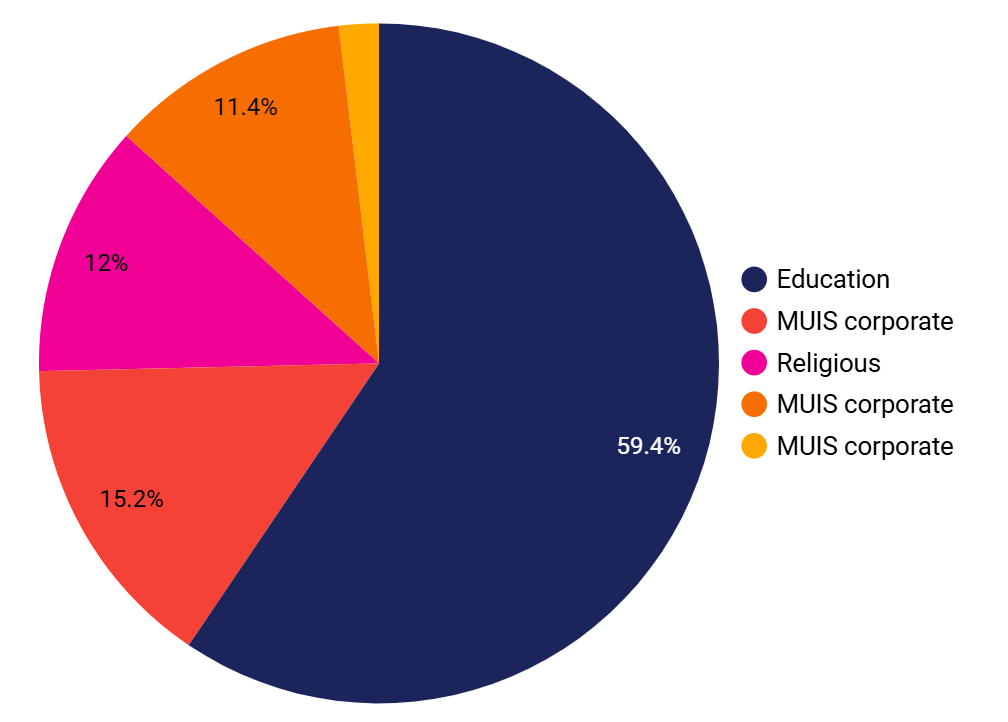 11.4%
12%
15.2%
59.4%
Education
MUIS corporate
Religious
MUIS corporate
MUIS corporate